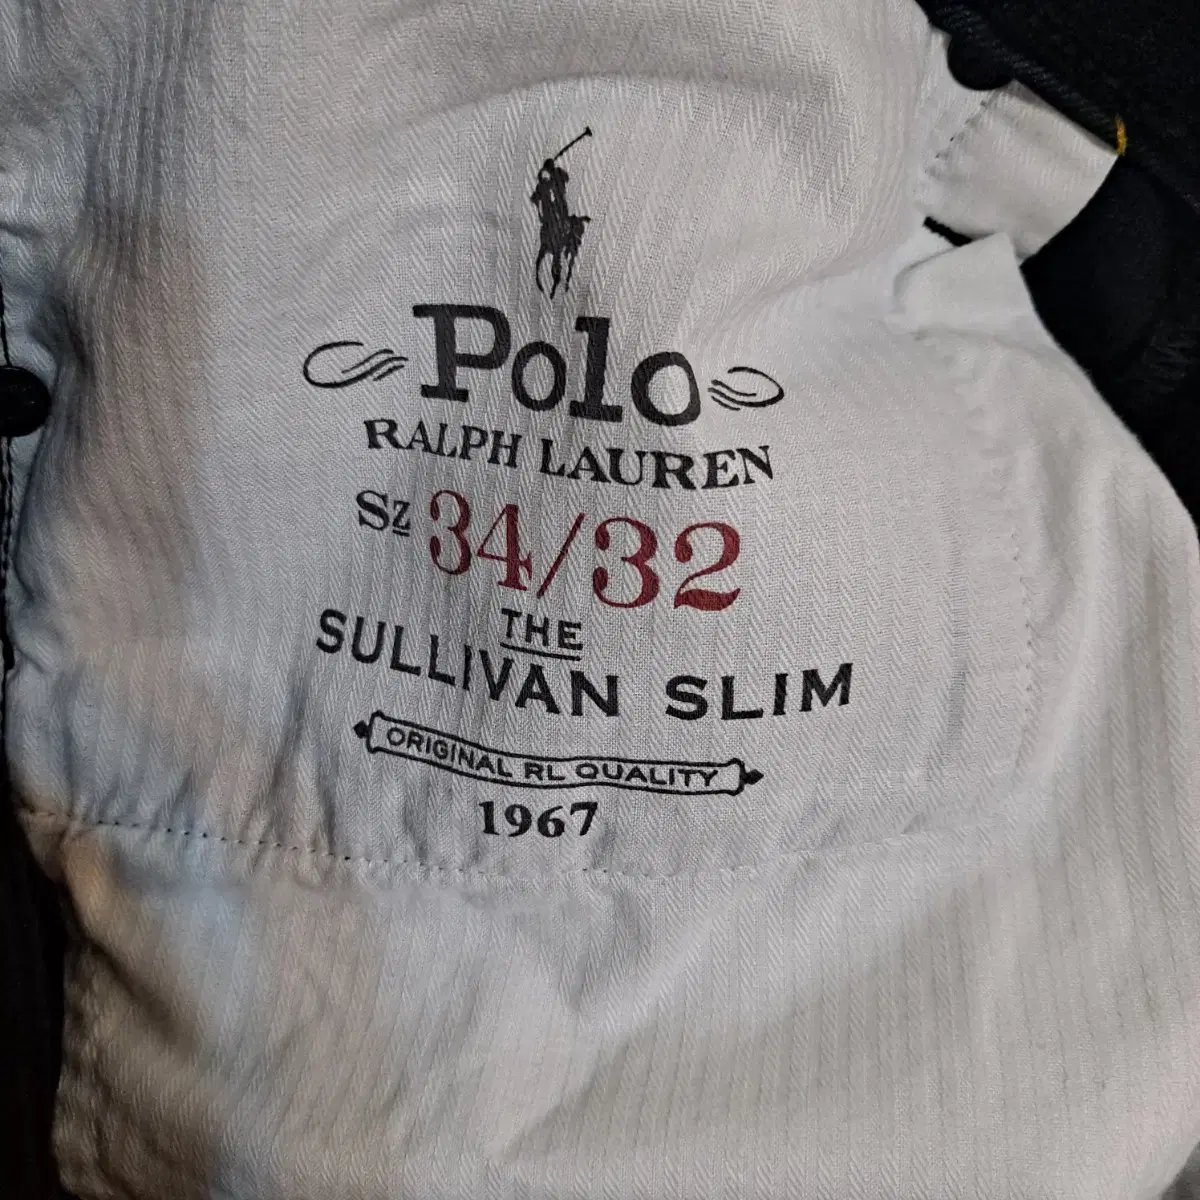 Polo
RALPH LAUREN
Sz 34/32
THE
SULLIVAN SLIM
ORIGINAL RL QUALITY
1967